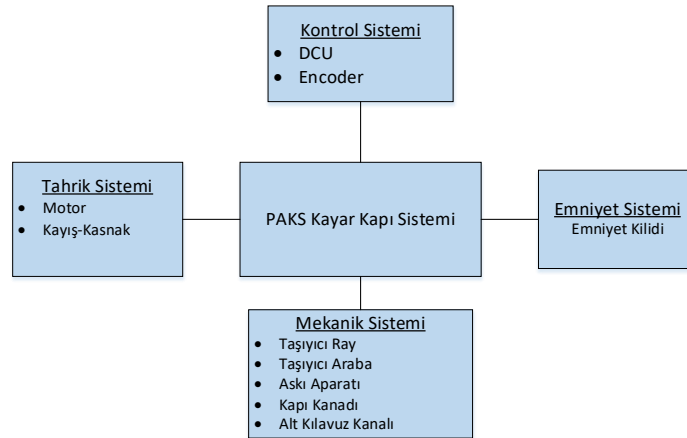 Kontrol Sistemi
• DCU
• Encoder
Tahrik Sistemi
• Motor
• Kayış-Kasnak
PAKS Kayar Kapı Sistemi
Emniyet Sistemi
Emniyet Kilidi
Mekanik Sistemi
• Taşıyıcı Ray
• Taşıyıcı Araba
• Askı Aparatı
• Kapı Kanadı
• Alt Kılavuz Kanalı